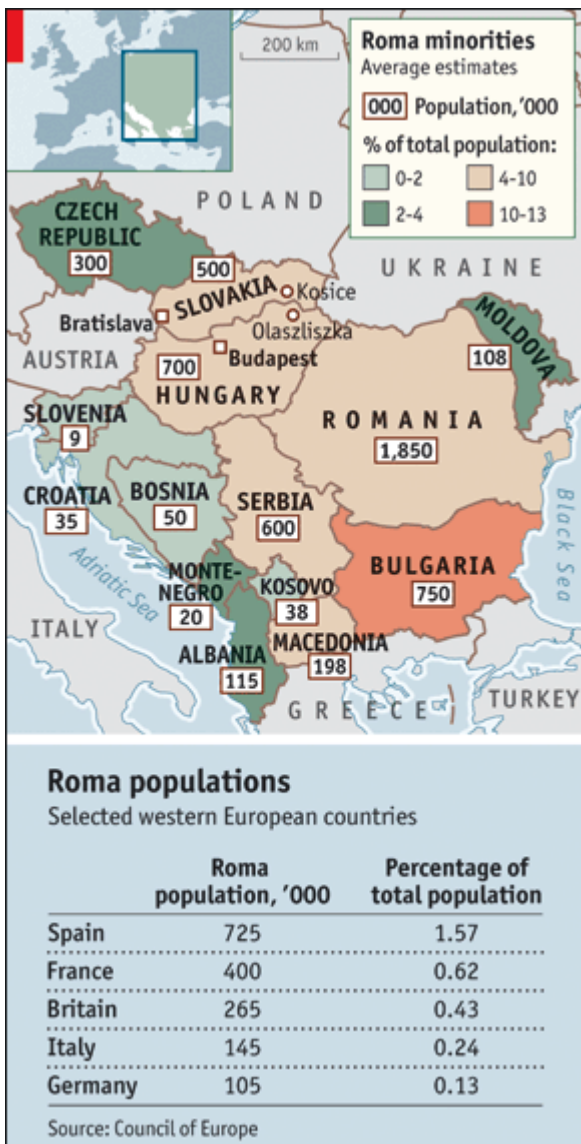 200 km
Roma minorities
Average estimates
000 Population, '000
% of total population:
0-2
4-10
2-4
10-13
POLAND
CZECH
REPUBLIC
300
UKRAINE
500
SLOVAKIA
Kosice
Bratislava
Olaszliszka
MOLDOVA
108
AUSTRIA
700
Budapest
HUNGARY
SLOVENIA
9
ROMANIA
1,850
CROATIA
35
BOSNIA
50
SERBIA
600
Black Sea
Adriatic Sea
MONTE-
NEGRO
20
KOSOVO
38
BULGARIA
750
ITALY
ALBANIA
115
MACEDONIA
198
GREECE
TURKEY
Roma populations
Selected western European countries
Roma population, '000
Percentage of total population
Spain 725 1.57
France 400 0.62
Britain 265 0.43
Italy 145 0.24
Germany 105 0.13
Source: Council of Europe